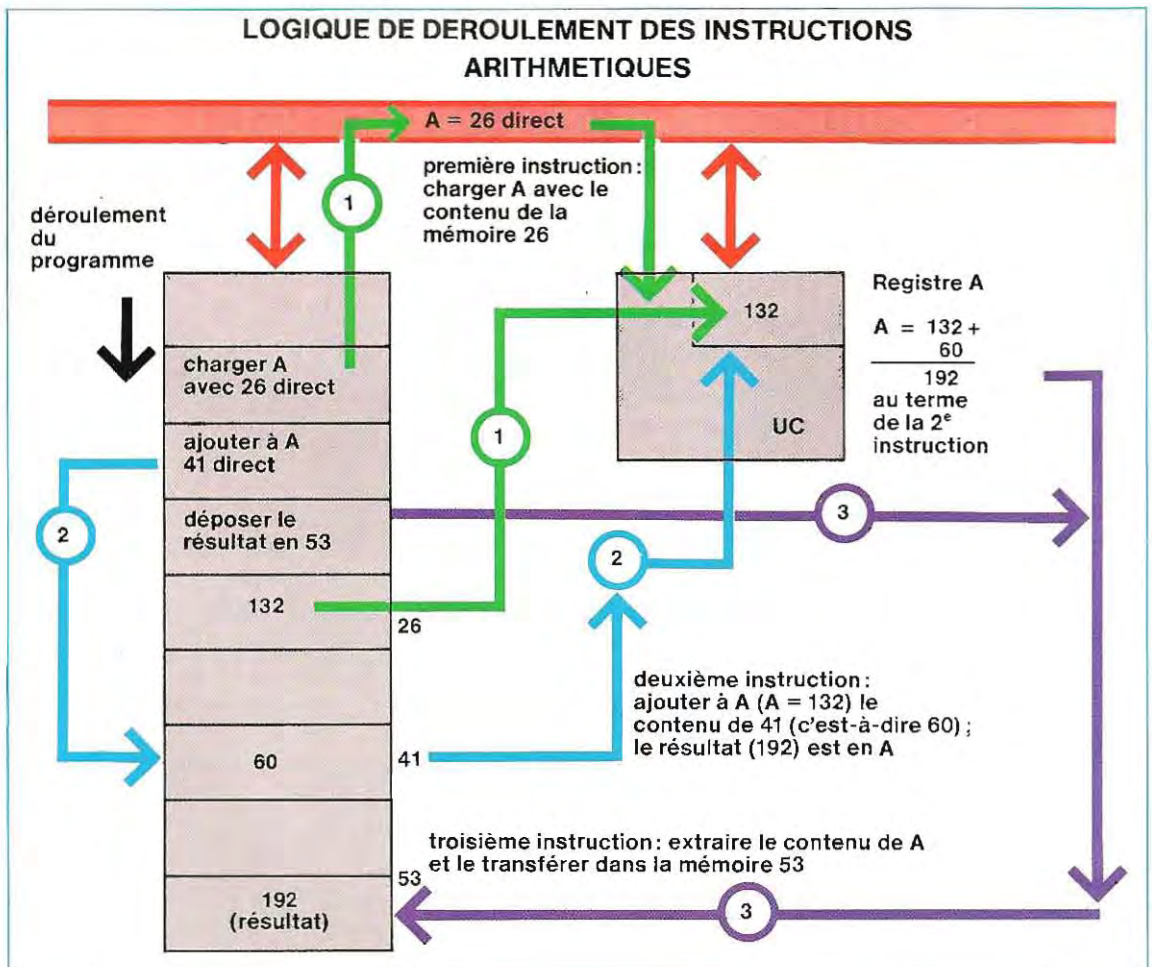 LOGIQUE DE DEROULEMENT DES INSTRUCTIONS
ARITHMETIQUES
A = 26 direct
première instruction :
charger A avec le
contenu de la
mémoire 26
1
déroulement
du
programme
132
Registre A
A = 132 +
60
192
au terme
de la 2e
instruction
UC
charger A
avec 26 direct
1
ajouter à A
41 direct
2
déposer le
résultat en 53
3
2
132
26
deuxième instruction :
ajouter à A (A = 132) le
contenu de 41 (c'est-à-dire 60) ;
le résultat (192) est en A
60
41
troisième instruction : extraire le contenu de A
et le transférer dans la mémoire 53
53
192
(résultat)
3